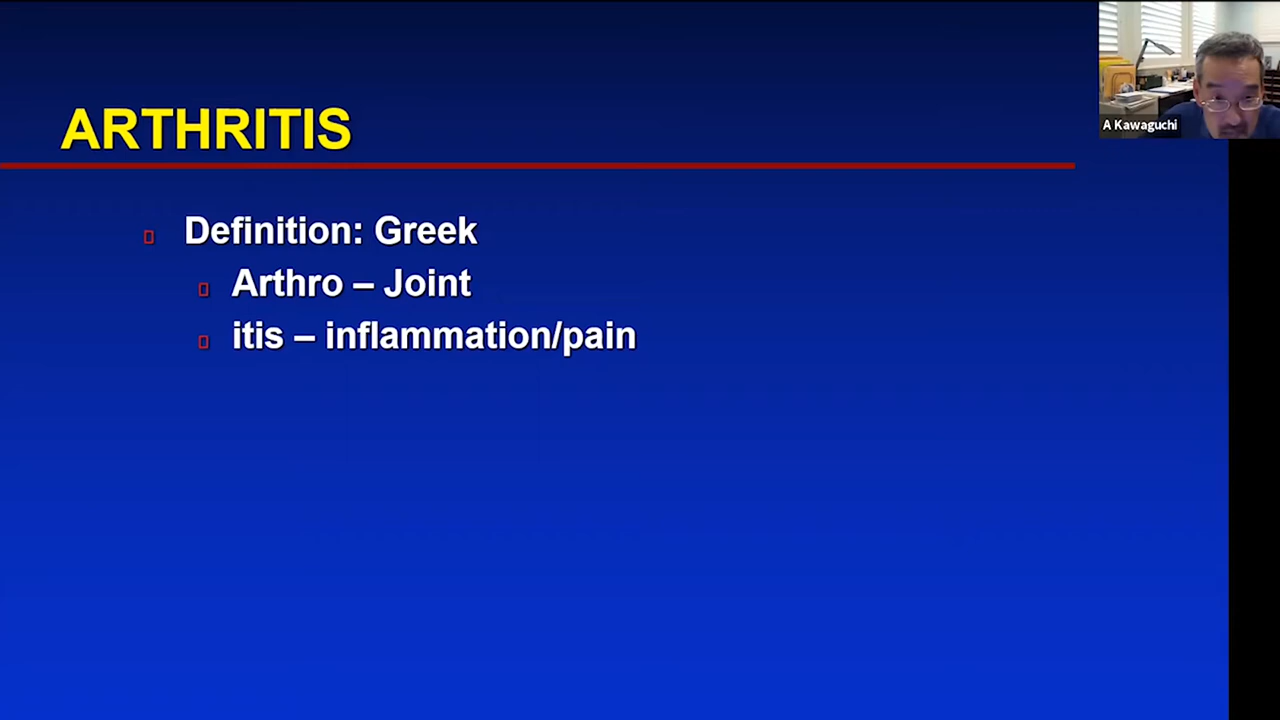 ARTHRITIS
A Kawaguchi
Definition: Greek
Arthro – Joint
itis – inflammation/pain